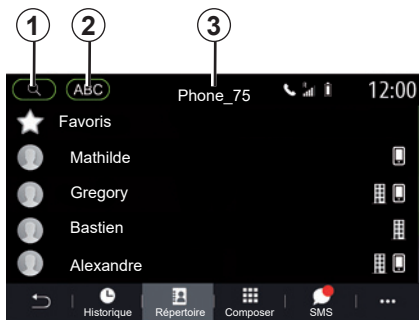 1 2 3
ABC Phone_75 12:00
Favoris
Mathilde
Gregory
Bastien
Alexandre
Historique Répertoire Composer SMS